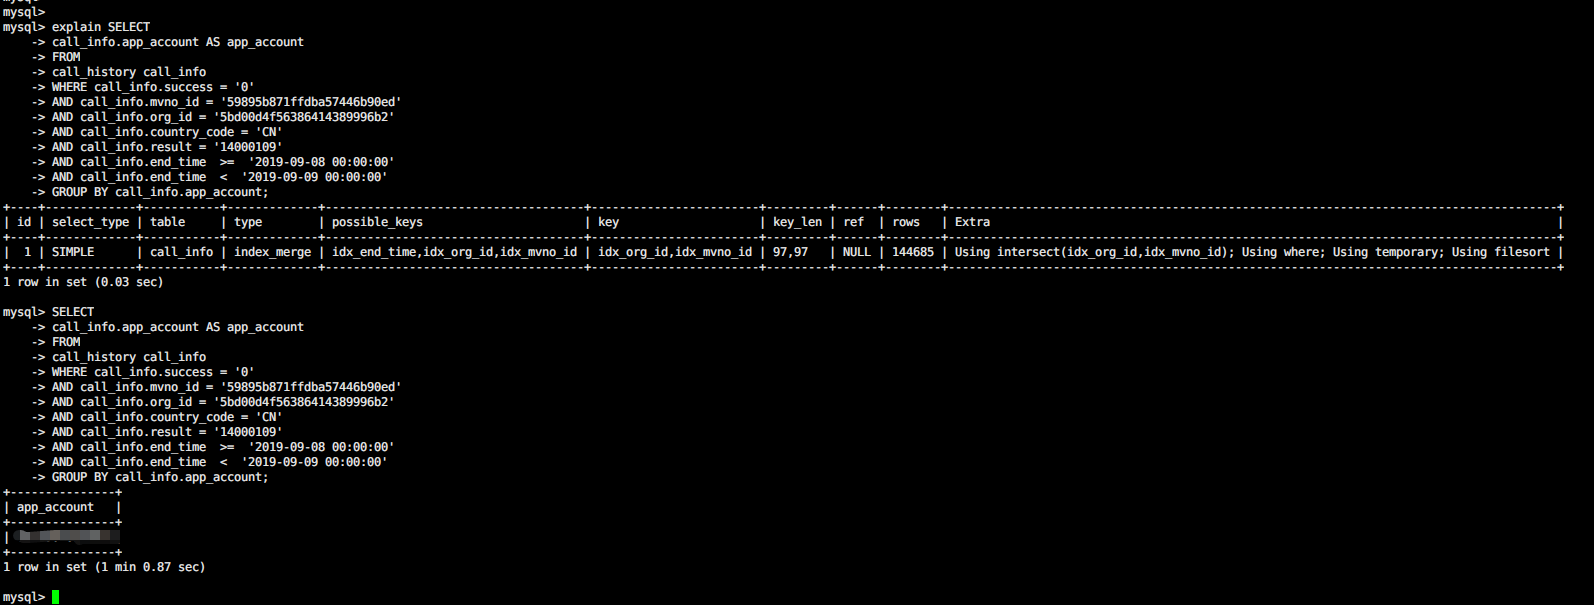 mysql>
mysql> explain SELECT
    -> call_info.app_account AS app_account
    -> FROM
    -> call_history call_info
    -> WHERE call_info.success = '0'
    -> AND call_info.mvno_id = '59895b871ffdba57446b90ed'
    -> AND call_info.org_id = '5bd00d4f56386414389996b2'
    -> AND call_info.country_code = 'CN'
    -> AND call_info.result = '14000109'
    -> AND call_info.end_time  >=  '2019-09-08 00:00:00'
    -> AND call_info.end_time  <  '2019-09-09 00:00:00'
    -> GROUP BY call_info.app_account;
| id | select_type | table     | type        | possible_keys                       | key                    | key_len | ref  | rows   | Extra                                                                                 |
|  1 | SIMPLE      | call_info | index_merge | idx_end_time,idx_org_id,idx_mvno_id | idx_org_id,idx_mvno_id | 97,97   | NULL | 144685 | Using intersect(idx_org_id,idx_mvno_id); Using where; Using temporary; Using filesort |
1 row in set (0.03 sec)
mysql> SELECT
    -> call_info.app_account AS app_account
    -> FROM
    -> call_history call_info
    -> WHERE call_info.success = '0'
    -> AND call_info.mvno_id = '59895b871ffdba57446b90ed'
    -> AND call_info.org_id = '5bd00d4f56386414389996b2'
    -> AND call_info.country_code = 'CN'
    -> AND call_info.result = '14000109'
    -> AND call_info.end_time  >=  '2019-09-08 00:00:00'
    -> AND call_info.end_time  <  '2019-09-09 00:00:00'
    -> GROUP BY call_info.app_account;
| app_account   |
1 row in set (1 min 0.87 sec)
mysql>